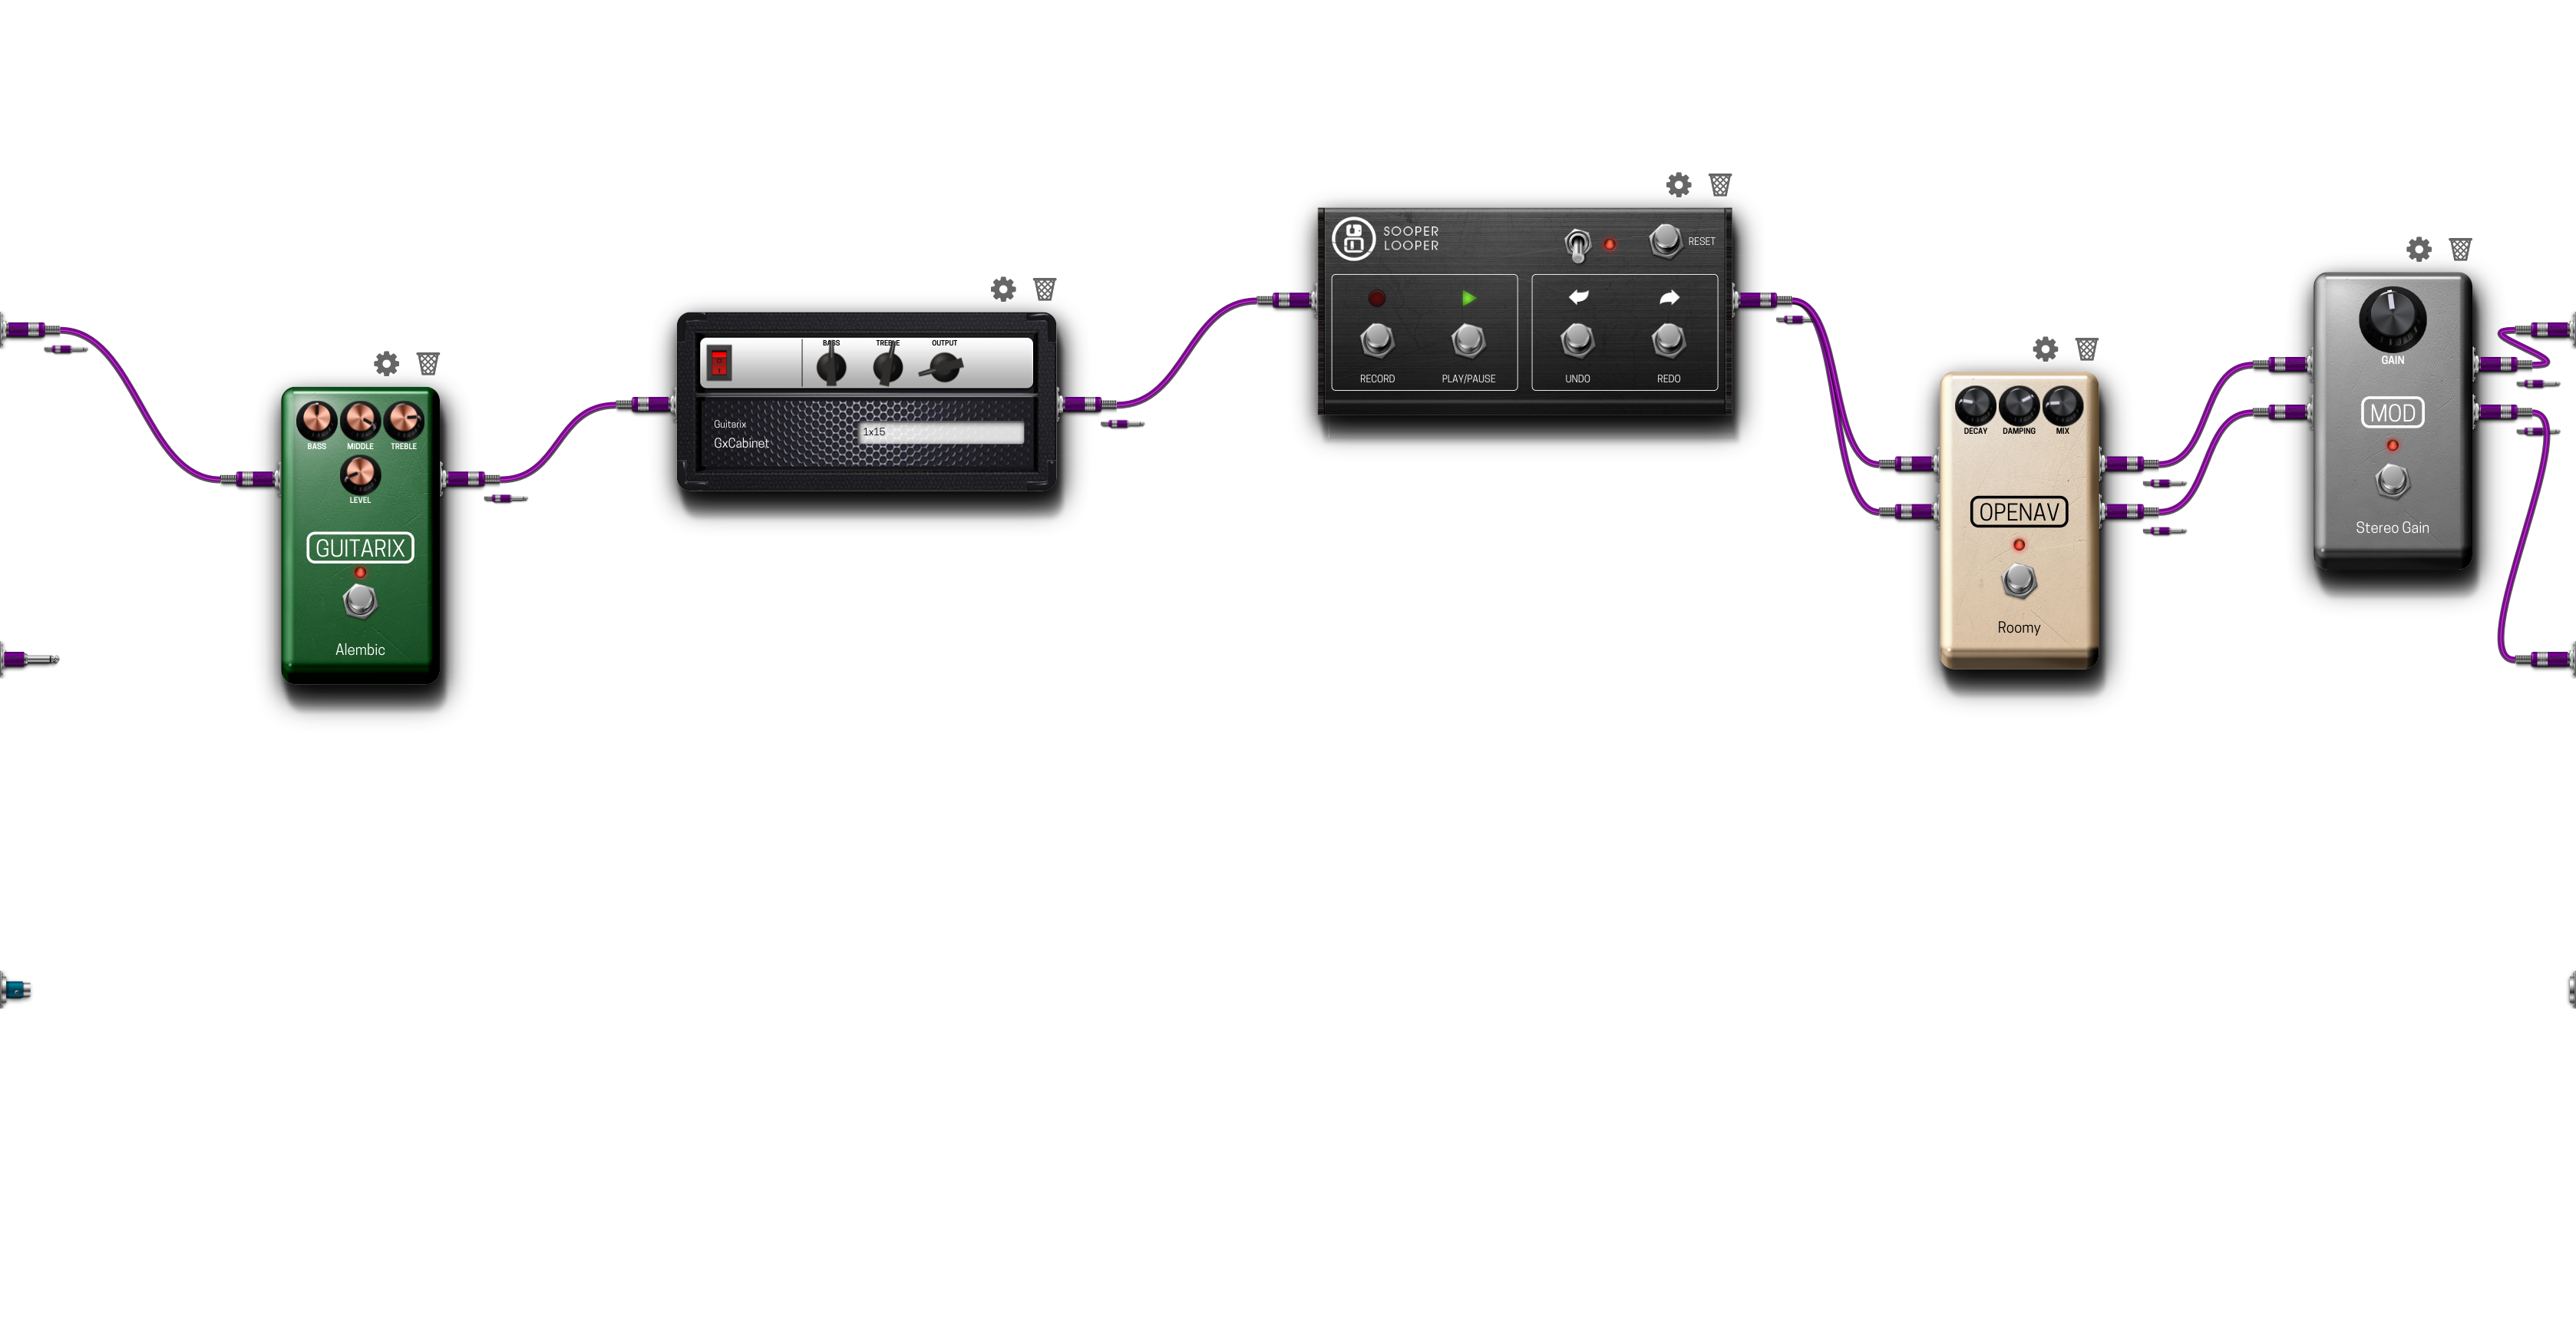 BASS MIDDLE TREBLE
LEVEL
GUITARIX
Alembic
BASS TREBLE OUTPUT
Guitarix
GxCabinet
1x15
SOOPER
LOOPER
RESET
RECORD PLAY/PAUSE UNDO REDO
DECAY DAMPING MIX
OPENAV
Roomy
GAIN
MOD
Stereo Gain